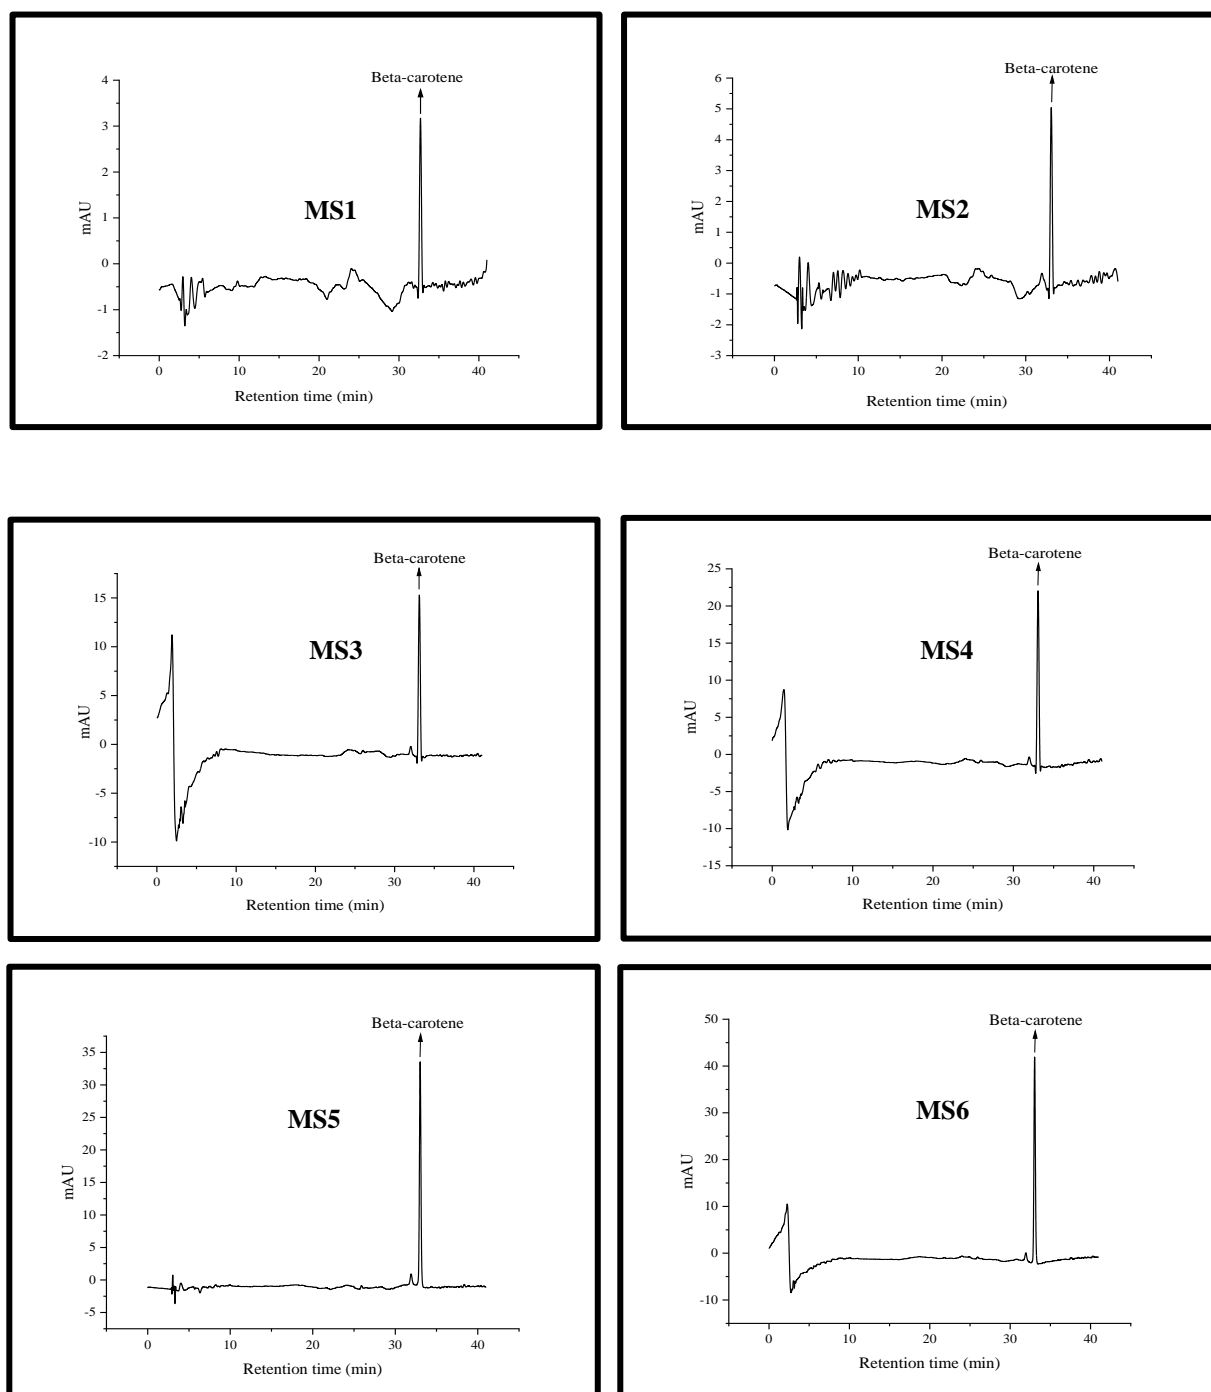 Beta-carotene
4
3
2
1
0
-1
-2
mAU
MS1
0 10 20 30 40
Retention time (min)
Beta-carotene
6
5
4
3
2
1
0
-1
-2
-3
mAU
MS2
0 10 20 30 40
Retention time (min)
Beta-carotene
15
10
5
0
-5
-10
mAU
MS3
0 10 20 30 40
Retention time (min)
Beta-carotene
25
20
15
10
5
0
-5
-10
-15
mAU
MS4
0 10 20 30 40
Retention time (min)
Beta-carotene
35
30
25
20
15
10
5
0
-5
mAU
MS5
0 10 20 30 40
Retention time (min)
Beta-carotene
50
40
30
20
10
0
-10
mAU
MS6
0 10 20 30 40
Retention time (min)